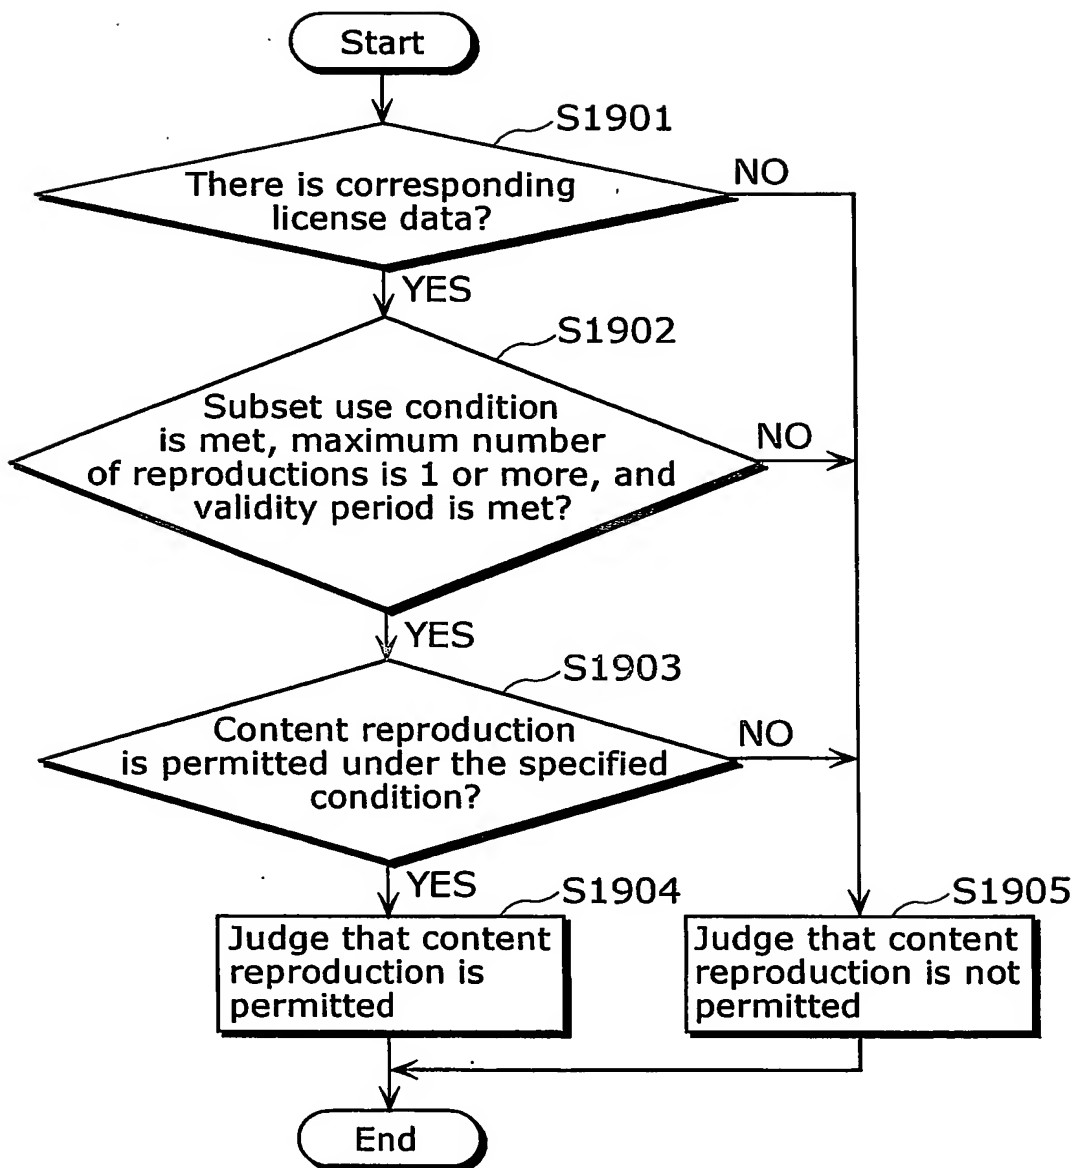 Start
S1901
There is corresponding
license data?
NO
YES
S1902
Subset use condition
is met, maximum number
of reproductions is 1 or more, and
validity period is met?
NO
YES
S1903
Content reproduction
is permitted under the specified
condition?
NO
YES
S1904
Judge that content
reproduction is
permitted
S1905
Judge that content
reproduction is not
permitted
End